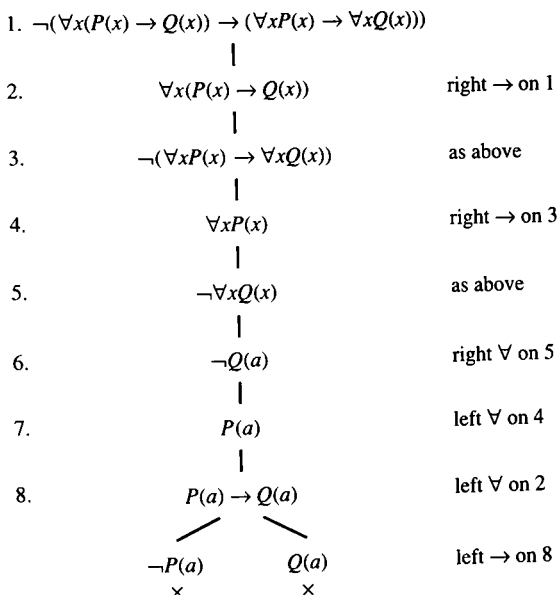 1. ¬(∀x(P(x) → Q(x)) → (∀xP(x) → ∀xQ(x)))
2. ∀x(P(x) → Q(x)) right → on 1
3. ¬(∀xP(x) → ∀xQ(x)) as above
4. ∀xP(x) right → on 3
5. ¬∀xQ(x) as above
6. ¬Q(a) right ∀ on 5
7. P(a) left ∀ on 4
8. P(a) → Q(a) left ∀ on 2
¬P(a) Q(a) left → on 8
× ×